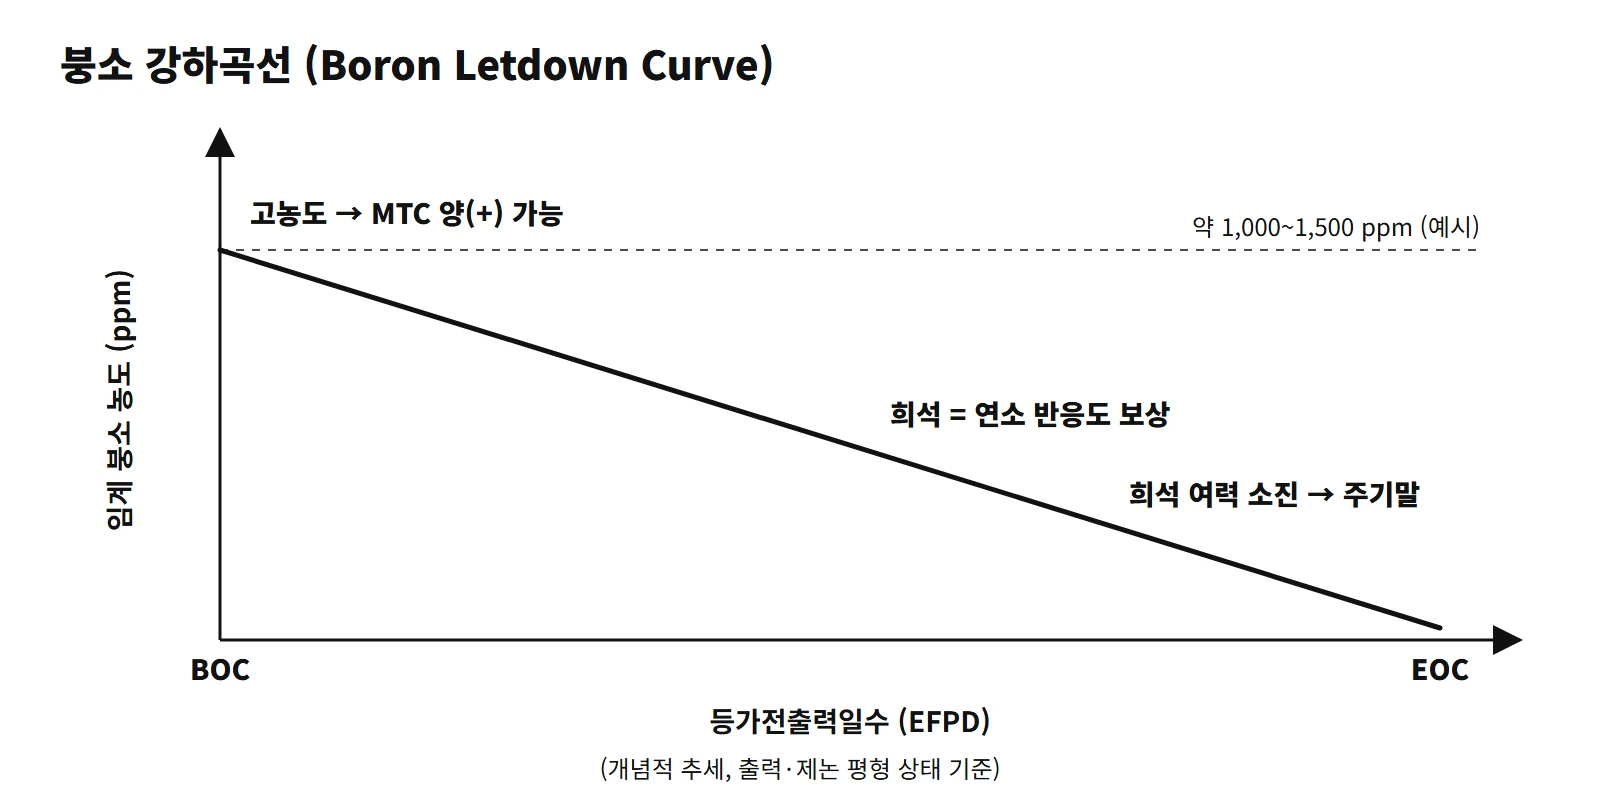 붕소 강하곡선 (Boron Letdown Curve)
고농도 → MTC 양(+) 가능
약 1,000~1,500 ppm (예시)
임계 붕소 농도 (ppm)
희석 = 연소 반응도 보상
희석 여력 소진 → 주기말
BOC
EOC
등가전출력일수 (EFPD)
(개념적 추세, 출력·제논 평형 상태 기준)